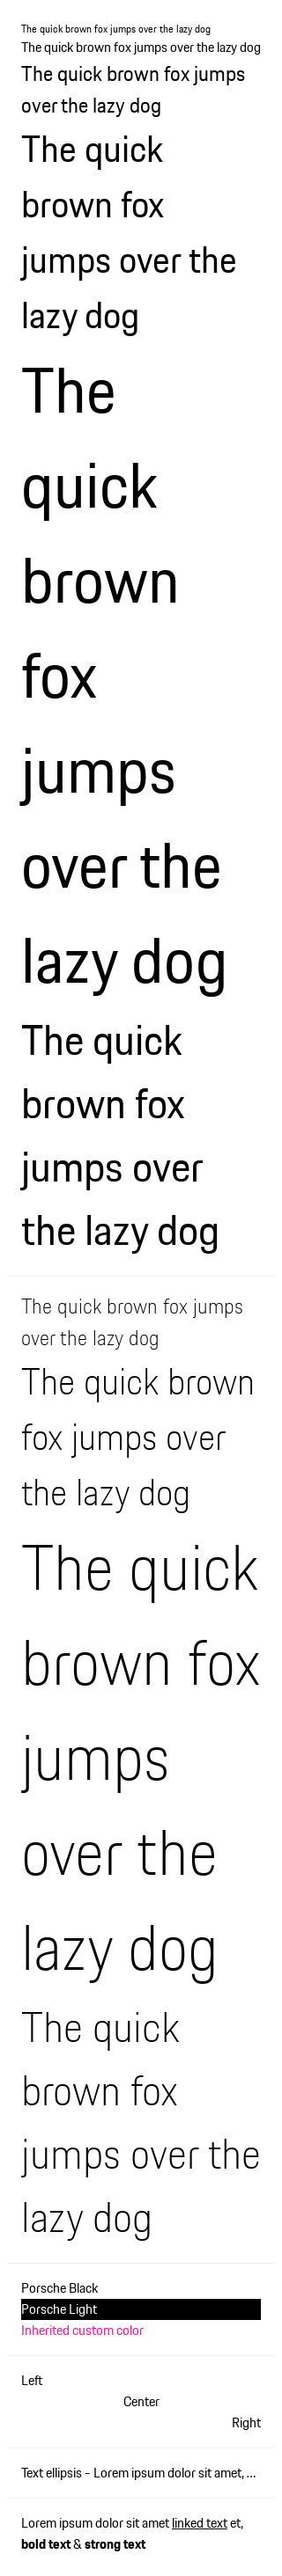 The quick brown fox jumps over the lazy dog
The quick brown fox jumps over the lazy dog
The quick brown fox jumps
over the lazy dog
The quick
brown fox
jumps over the
lazy dog
The
quick
brown
fox
jumps
over the
lazy dog
The quick
brown fox
jumps over
the lazy dog
The quick brown fox jumps
over the lazy dog
The quick brown
fox jumps over
the lazy dog
The quick
brown fox
jumps
over the
lazy dog
The quick
brown fox
jumps over the
lazy dog
Porsche Black
Porsche Light
Inherited custom color
Left
Center
Right
Text ellipsis - Lorem ipsum dolor sit amet, ...
Lorem ipsum dolor sit amet linked text et,
bold text & strong text